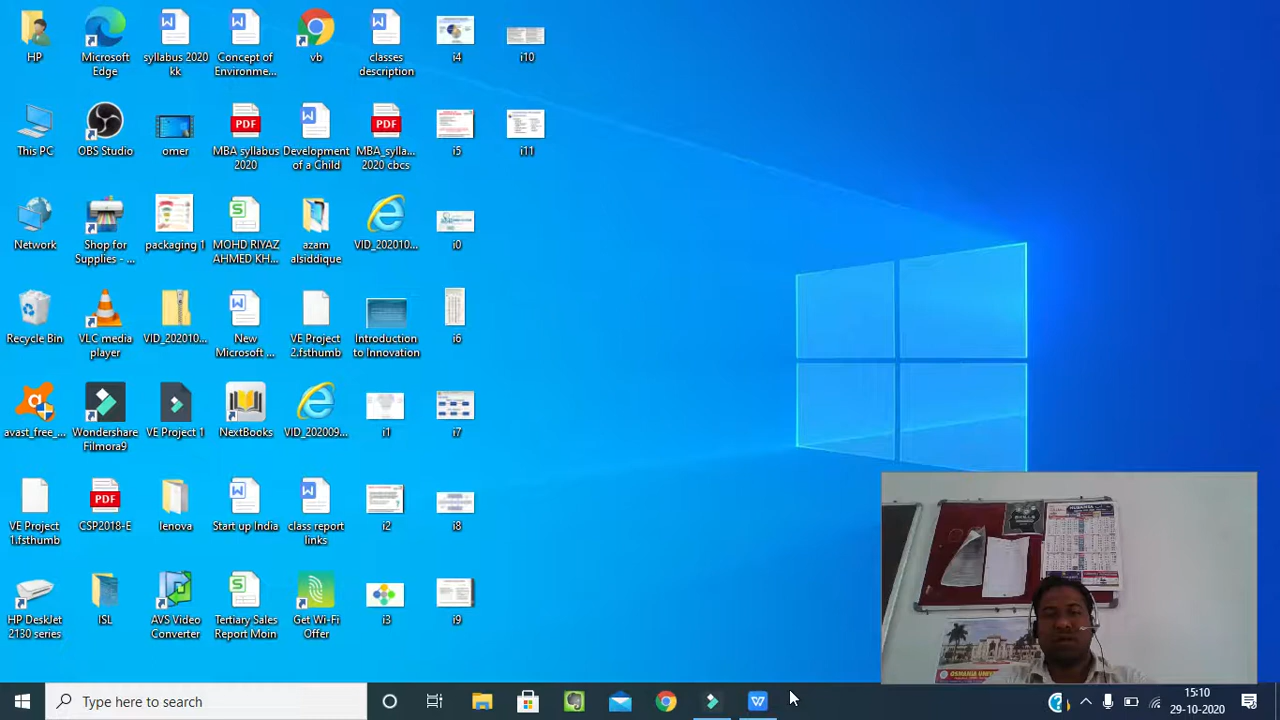 HP
Microsoft
Edge
syllabus 2020
kk
Concept of
Environme...
vb
classes
description
i4
i10
This PC
OBS Studio
omer
PDF
MBA syllabus
2020
Development
of a Child
PDF
MBA_sylla...
2020 cbcs
i5
i11
Network
Shop for
Supplies - ...
packaging 1
MOHD RIYAZ
AHMED KH...
azam
alsiddique
VID_202010...
i0
Recycle Bin
VLC media
player
VID_202010...
New
Microsoft ...
VE Project
2.fsthumb
Introduction
to Innovation
i6
avast_free_...
Wondershare
Filmora9
VE Project 1
NextBooks
VID_202009...
i1
i7
VE Project
1.fsthumb
PDF
CSP2018-E
lenova
Start up India
class report
links
i2
i8
HP DeskJet
2130 series
ISL
AVS Video
Converter
Tertiary Sales
Report Moin
Get Wi-Fi
Offer
i3
i9
OSMANIA UNIV
Type here to search
15:10
29-10-2020